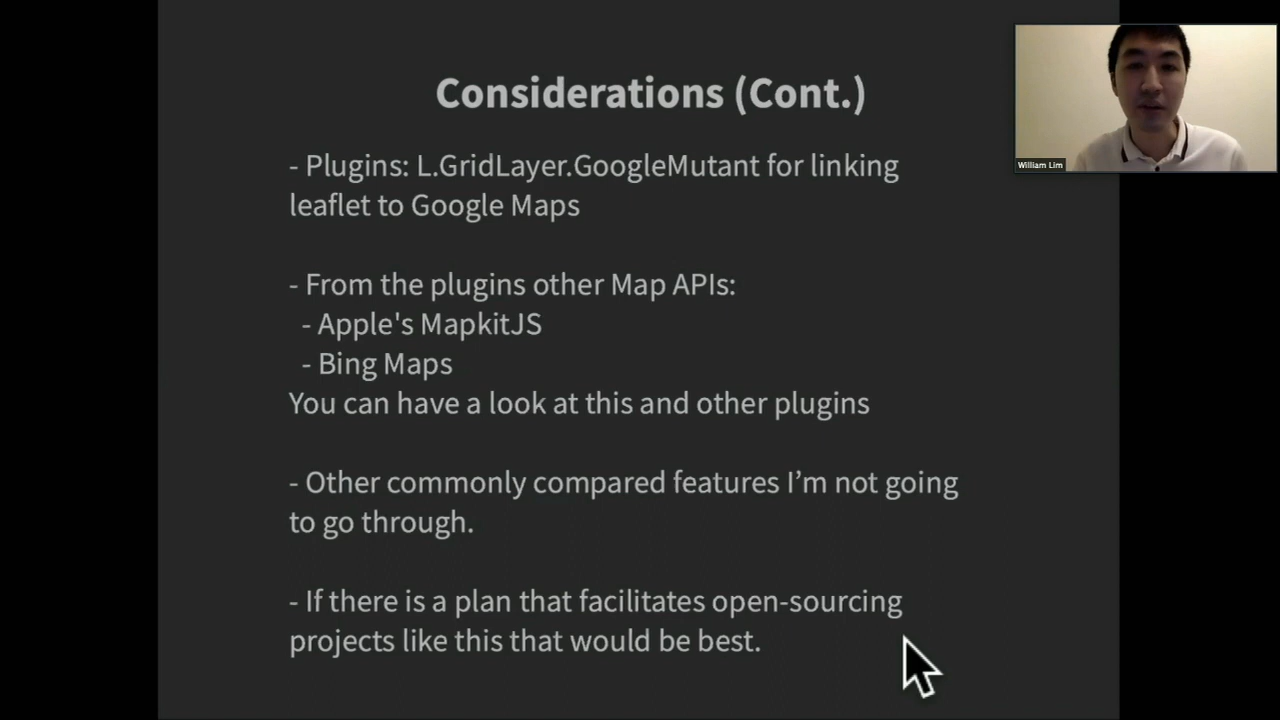 Considerations (Cont.)
- Plugins: L.GridLayer.GoogleMutant for linking
leaflet to Google Maps
- From the plugins other Map APIs:
- Apple's MapkitJS
- Bing Maps
You can have a look at this and other plugins
- Other commonly compared features I’m not going
to go through.
- If there is a plan that facilitates open-sourcing
projects like this that would be best.
William Lim